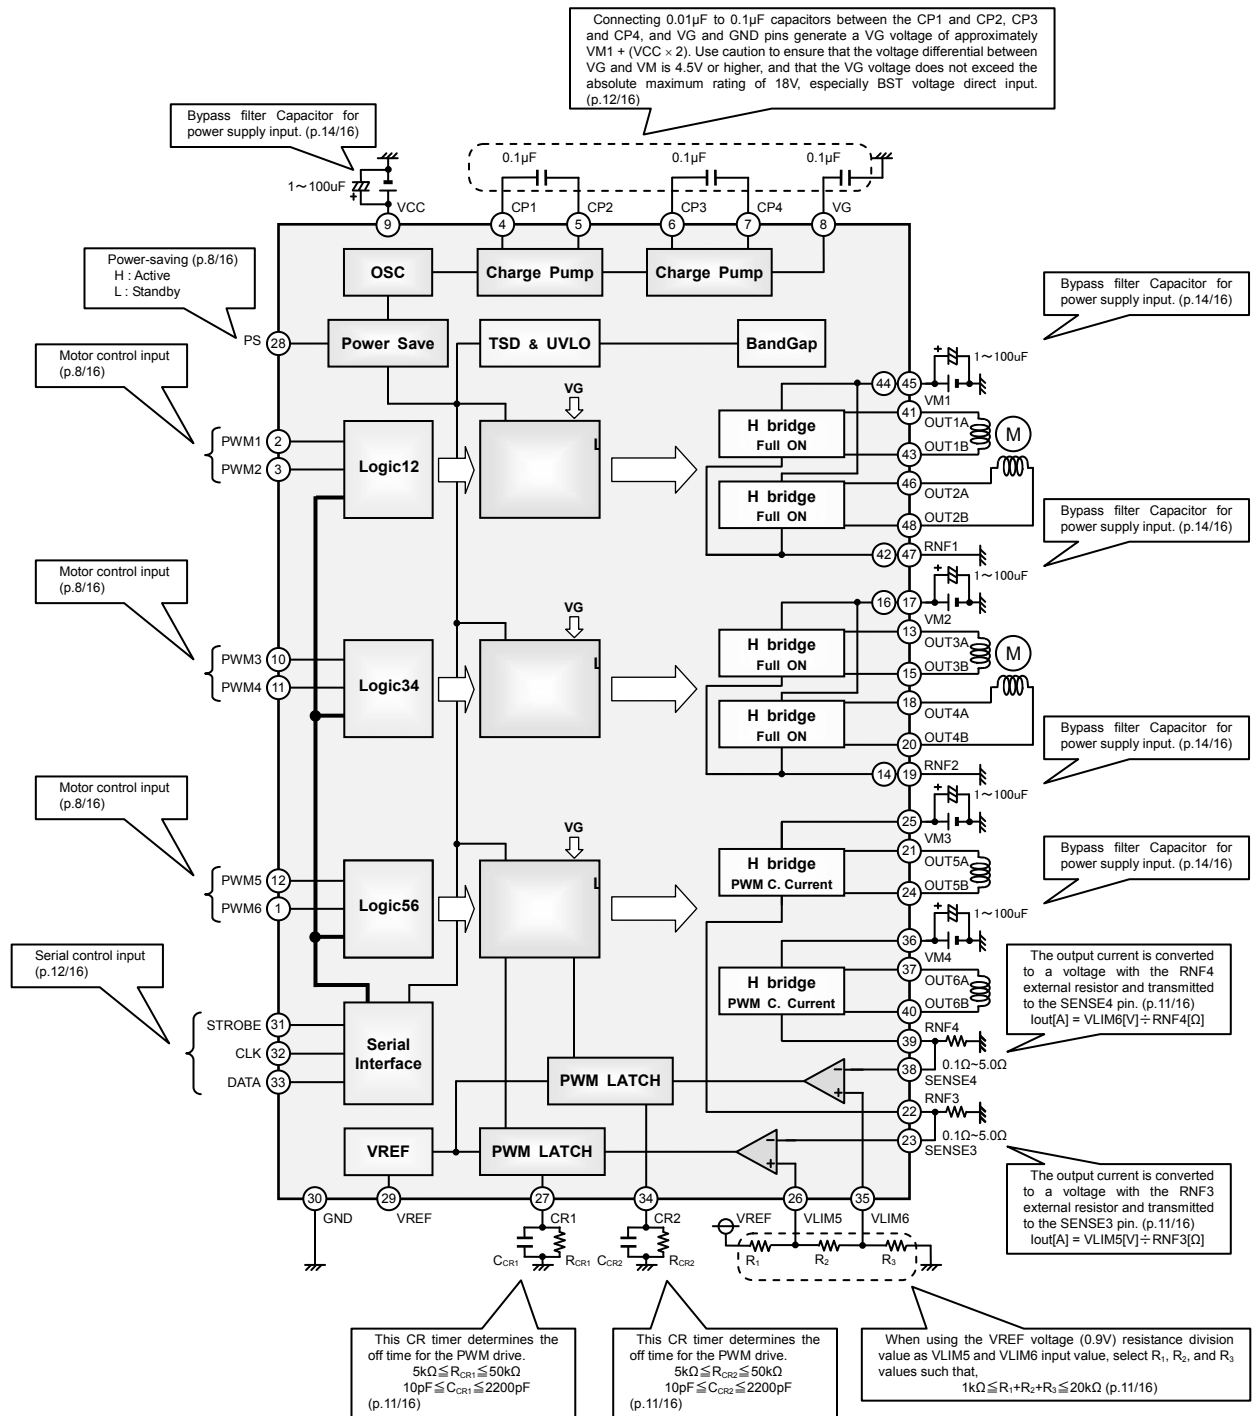 Connecting 0.01μF to 0.1μF capacitors between the CP1 and CP2, CP3
and CP4, and VG and GND pins generate a VG voltage of approximately
VM1 + (VCC × 2). Use caution to ensure that the voltage differential between
VG and VM is 4.5V or higher, and that the VG voltage does not exceed the
absolute maximum rating of 18V, especially BST voltage direct input.
(p.12/16)
Bypass filter Capacitor for
power supply input. (p.14/16)
1～100uF
+
0.1μF
0.1μF
0.1μF
VCC
CP1
CP2
CP3
CP4
VG
9
4
5
6
7
8
Power-saving (p.8/16)
H : Active
L : Standby
OSC
Charge Pump
Charge Pump
Bypass filter Capacitor for
power supply input. (p.14/16)
PS
28
Power Save
TSD & UVLO
BandGap
+
1～100uF
Motor control input
(p.8/16)
VG
44
45
VM1
PWM1
2
PWM2
3
Logic12
L
H bridge
Full ON
41
OUT1A
OUT1B
43
M
H bridge
Full ON
46
OUT2A
OUT2B
48
Bypass filter Capacitor for
power supply input. (p.14/16)
42
47
RNF1
+
1～100uF
Motor control input
(p.8/16)
VG
16
17
VM2
PWM3
10
PWM4
11
Logic34
L
H bridge
Full ON
13
OUT3A
OUT3B
15
M
H bridge
Full ON
18
OUT4A
OUT4B
20
Bypass filter Capacitor for
power supply input. (p.14/16)
14
19
RNF2
+
1～100uF
Motor control input
(p.8/16)
VG
25
VM3
PWM5
12
PWM6
1
Logic56
L
H bridge
PWM C. Current
21
OUT5A
OUT5B
24
Bypass filter Capacitor for
power supply input. (p.14/16)
+
1～100uF
36
VM4
Serial control input
(p.12/16)
H bridge
PWM C. Current
37
OUT6A
OUT6B
40
The output current is converted
to a voltage with the RNF4
external resistor and transmitted
to the SENSE4 pin. (p.11/16)
Iout[A] = VLIM6[V]÷RNF4[Ω]
STROBE
31
CLK
32
DATA
33
Serial
Interface
RNF4
39
0.1Ω~5.0Ω
38
SENSE4
PWM LATCH
−
+
RNF3
22
0.1Ω~5.0Ω
23
SENSE3
VREF
PWM LATCH
−
+
The output current is converted
to a voltage with the RNF3
external resistor and transmitted
to the SENSE3 pin. (p.11/16)
Iout[A] = VLIM5[V]÷RNF3[Ω]
30
GND
29
VREF
27
CR1
34
CR2
26
VLIM5
35
VLIM6
VREF
CCR1
RCR1
CCR2
RCR2
R1
R2
R3
This CR timer determines the
off time for the PWM drive.
5kΩ≦RCR1≦50kΩ
10pF≦CCR1≦2200pF
(p.11/16)
This CR timer determines the
off time for the PWM drive.
5kΩ≦RCR2≦50kΩ
10pF≦CCR2≦2200pF
(p.11/16)
When using the VREF voltage (0.9V) resistance division
value as VLIM5 and VLIM6 input value, select R1, R2, and R3
values such that,
1kΩ≦R1+R2+R3≦20kΩ (p.11/16)